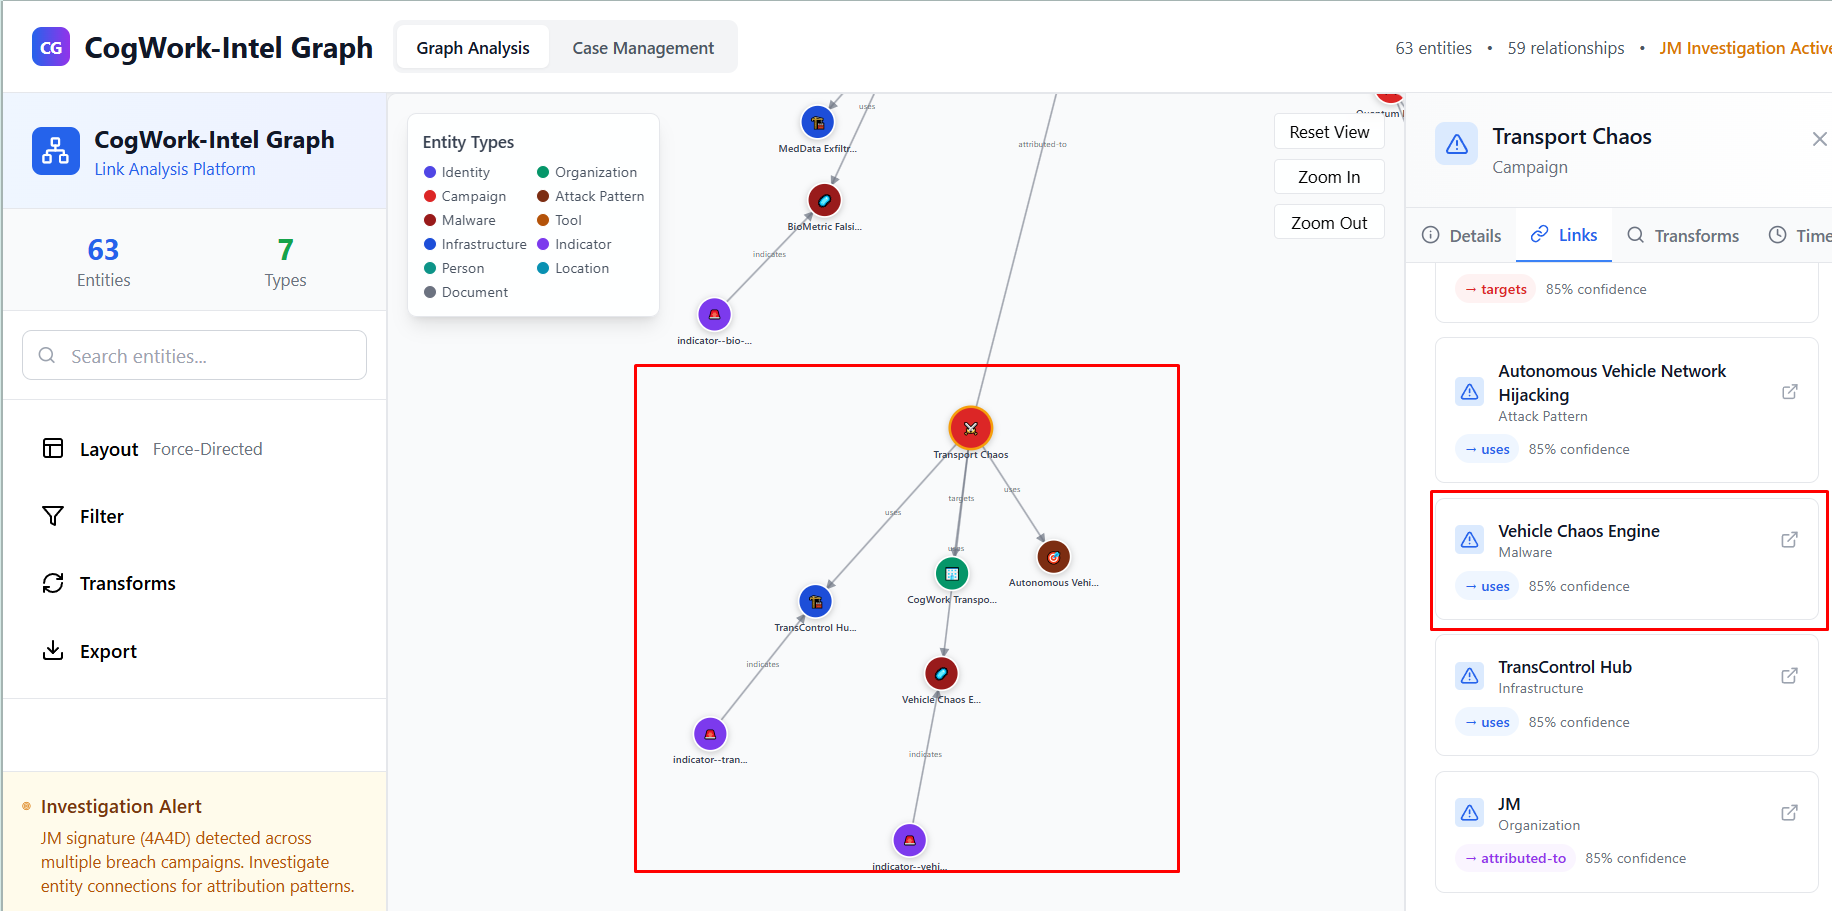 CG CogWork-Intel Graph
Graph Analysis
Case Management
63 entities • 59 relationships • JM Investigation Active
CogWork-Intel Graph
Link Analysis Platform
63
Entities
7
Types
Search entities...
Layout Force-Directed
Filter
Transforms
Export
Investigation Alert
JM signature (4A4D) detected across
multiple breach campaigns. Investigate
entity connections for attribution patterns.
Entity Types
Identity
Organization
Campaign
Attack Pattern
Malware
Tool
Infrastructure
Indicator
Person
Location
Document
Reset View
Zoom In
Zoom Out
uses
MedData Exfiltr...
BioMetric Falsi...
indicates
indicator--bio-...
attributed-to
Quantum
Transport Chaos
uses
targets
uses
uses
CogWork Transpo...
Autonomous Vehi...
TransControl Hu...
indicates
Vehicle Chaos E...
indicator--tran...
indicates
indicator--vehi...
Transport Chaos
Campaign
Details
Links
Transforms
Time
→ targets 85% confidence
Autonomous Vehicle Network
Hijacking
Attack Pattern
→ uses 85% confidence
Vehicle Chaos Engine
Malware
→ uses 85% confidence
TransControl Hub
Infrastructure
→ uses 85% confidence
JM
Organization
→ attributed-to 85% confidence